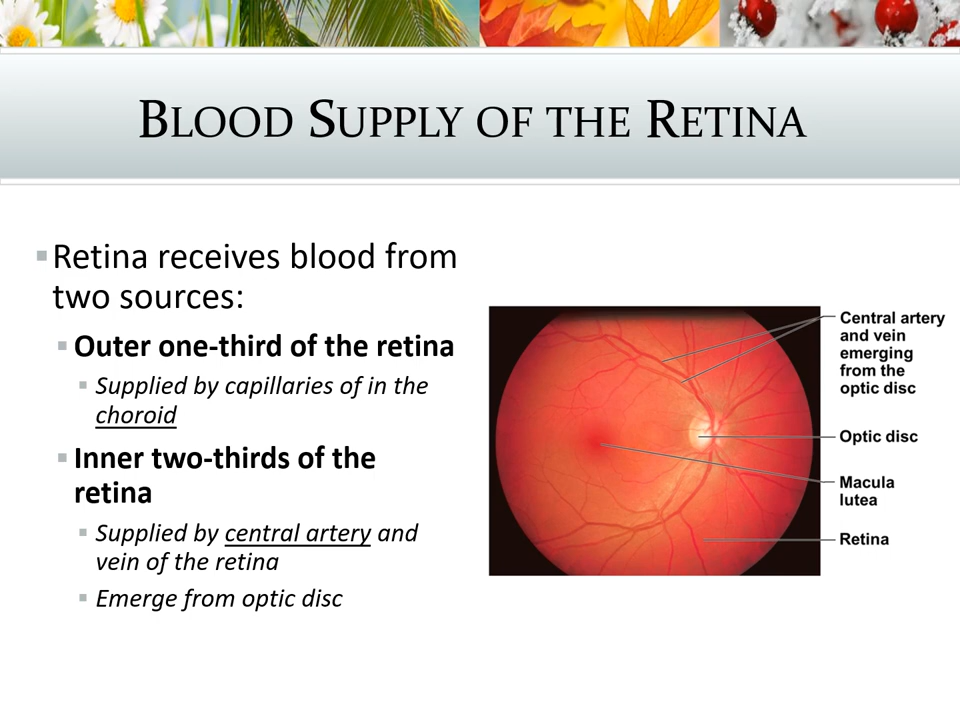 BLOOD SUPPLY OF THE RETINA
Retina receives blood from
two sources:
Outer one-third of the retina
Supplied by capillaries of in the
choroid
Inner two-thirds of the
retina
Supplied by central artery and
vein of the retina
Emerge from optic disc
Central artery
and vein
emerging
from the
optic disc
Optic disc
Macula
lutea
Retina